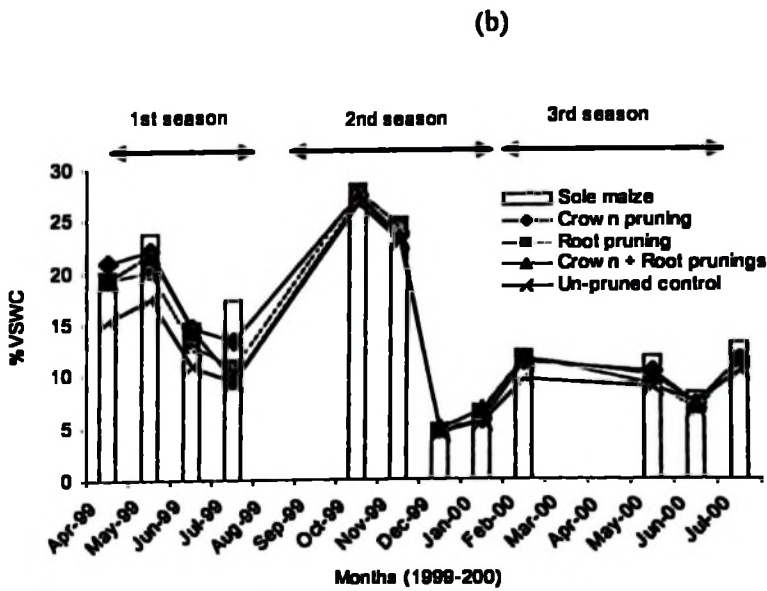 (b)
1st season 2nd season 3rd season
30
25
20
15
10
5
0
%VSWC
Sole maize
Crow n pruning
Root pruning
Crow n + Root prunings
Un-pruned control
Apr-99 May-99 Jun-99 Jul-99 Aug-99 Sep-99 Oct-99 Nov-99 Dec-99 Jan-00 Feb-00 Mar-00 Apr-00 May-00 Jun-00 Jul-00
Months (1999-200)